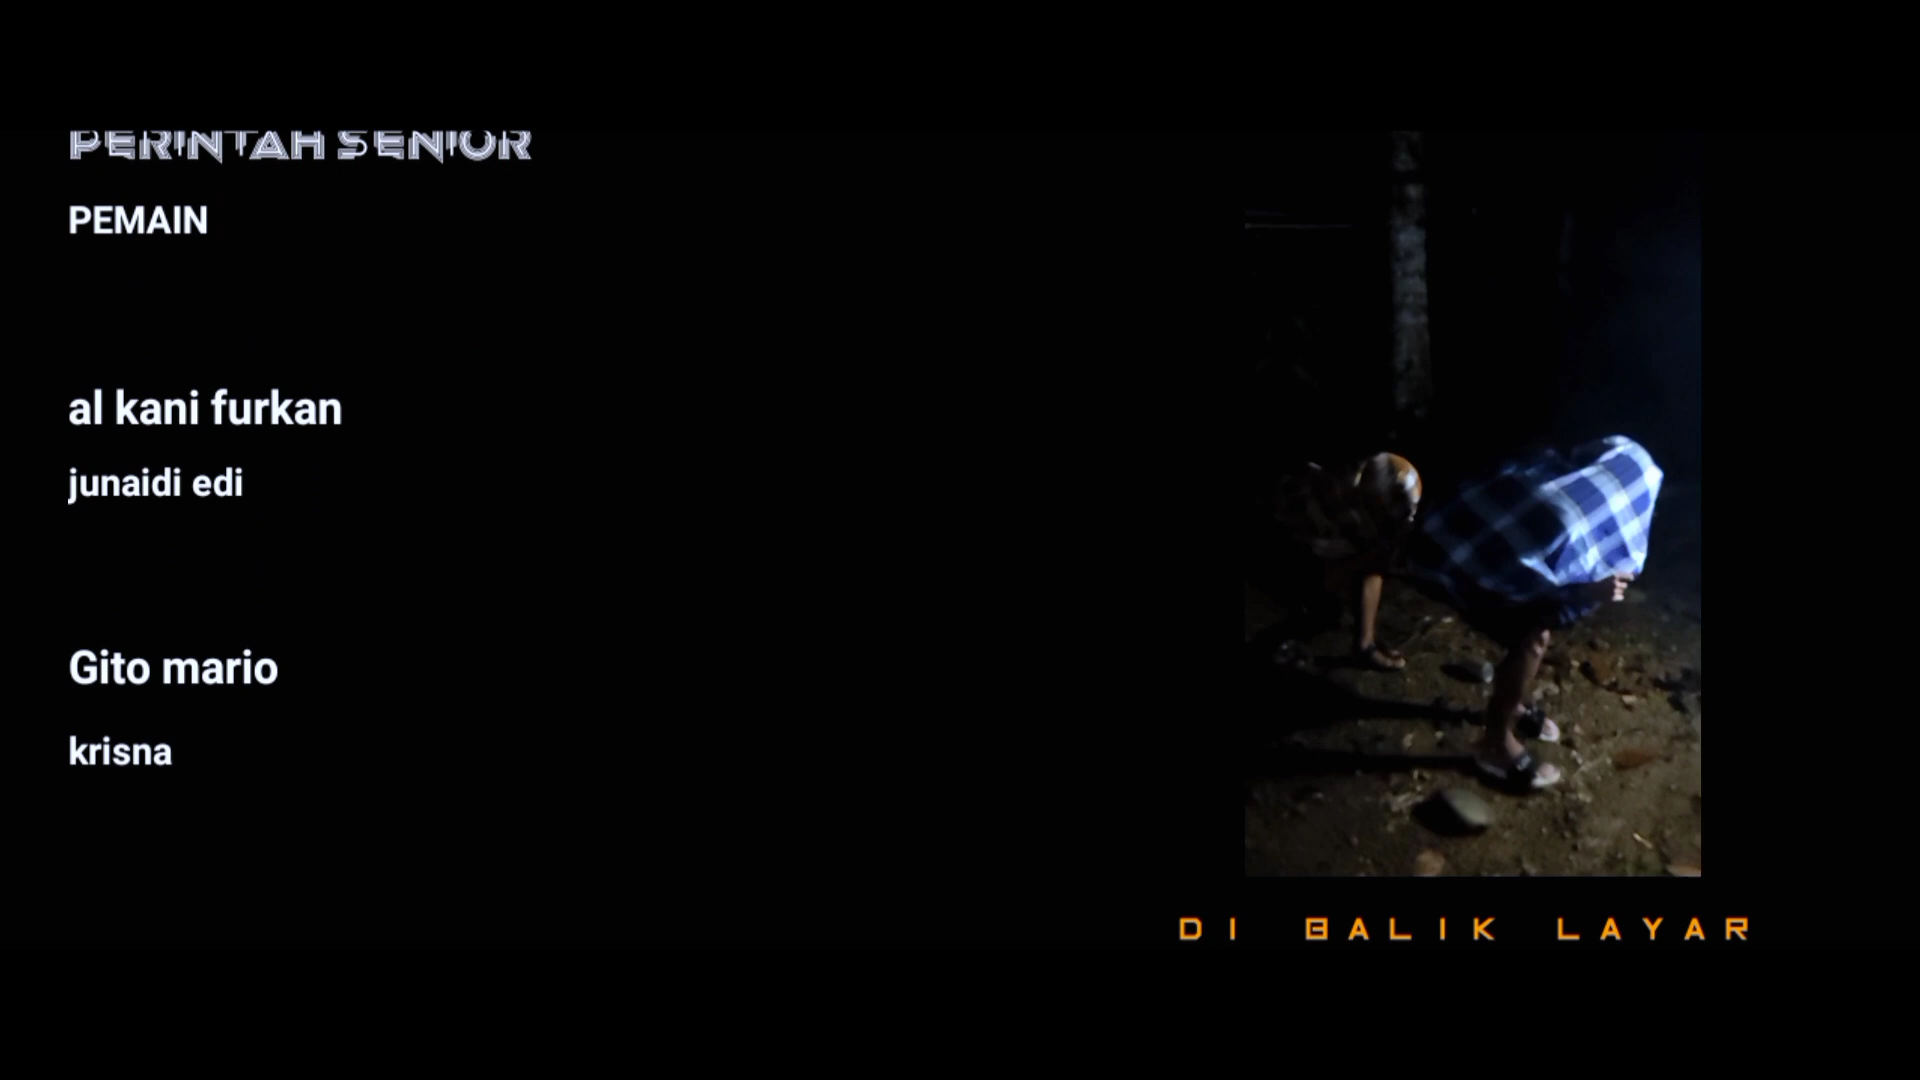 PERINTAH SENIOR
PEMAIN
al kani furkan
junaidi edi
Gito mario
krisna
DI BALIK LAYAR